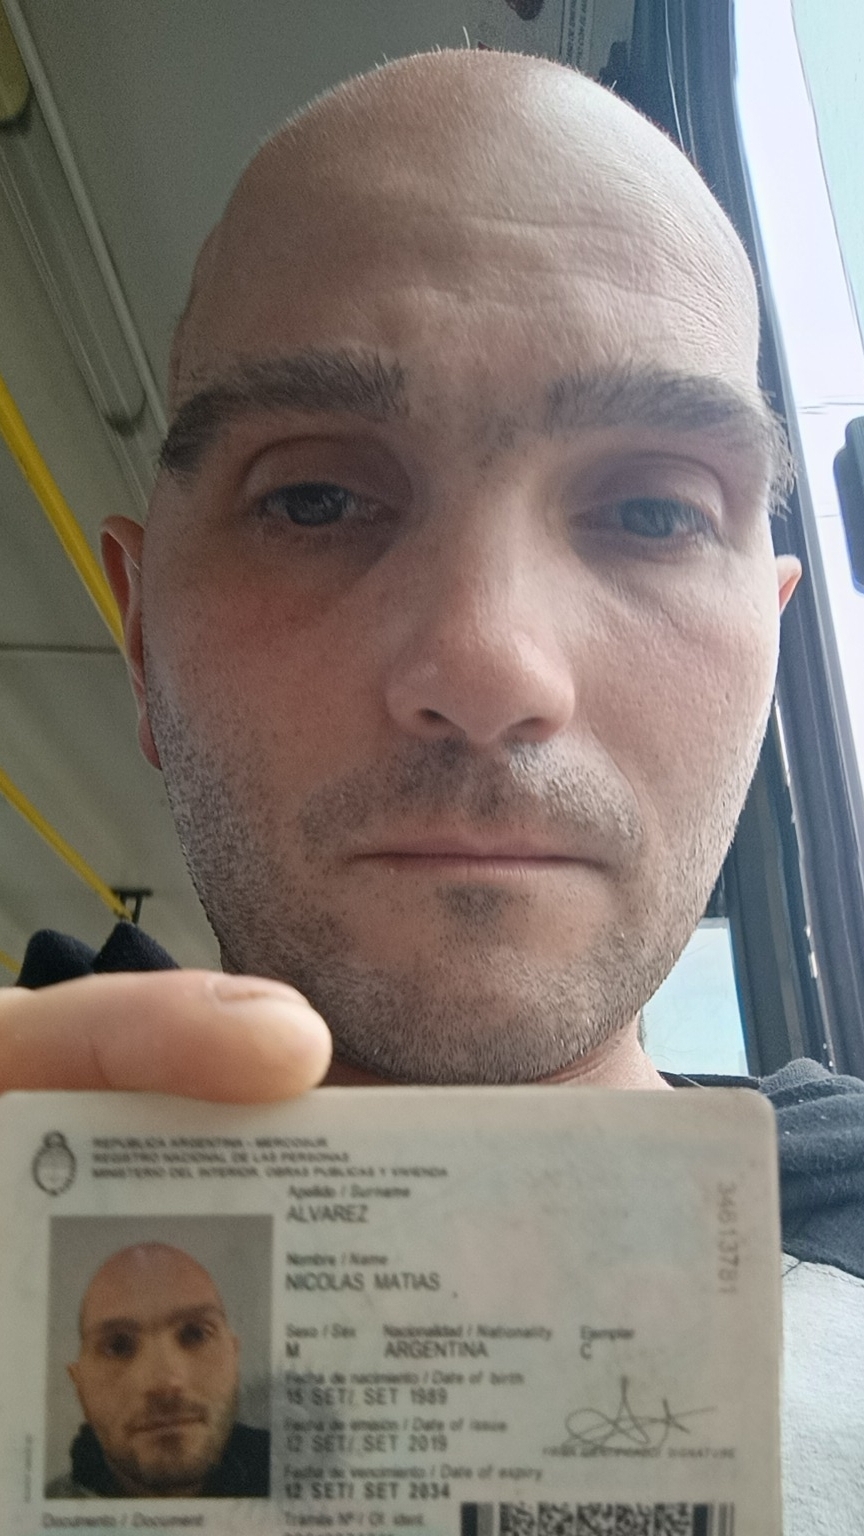 REPUBLICA ARGENTINA - MERCOSUR
REGISTRO NACIONAL DE LAS PERSONAS
MINISTERIO DEL INTERIOR, OBRAS PUBLICAS Y VIVIENDA
Apellido / Surname
ALVAREZ
Nombre / Name
NICOLAS MATIAS
Sexo / Sex Nacionalidad / Nationality Ejemplar
M ARGENTINA C
Fecha de nacimiento / Date of birth
15 SET/ SET 1989
Fecha de emisión / Date of issue
12 SET/ SET 2019
Fecha de vencimiento / Date of expiry
12 SET/ SET 2034
Documento / Document Trámite Nº / Of. ident.
SIGNATURE
34613781